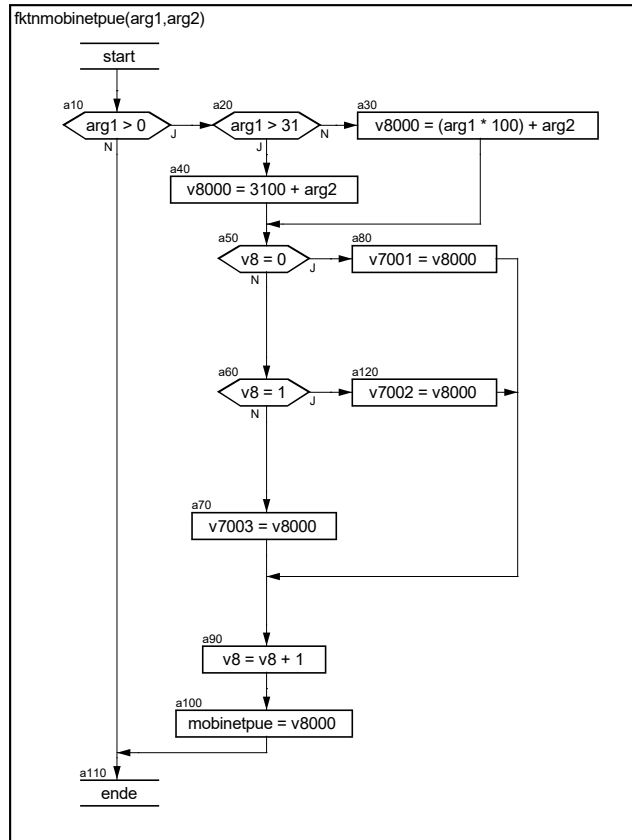 fktnmobinetpue(arg1,arg2)
start
a10
arg1 > 0
J
N
a20
arg1 > 31
N
J
a30
v8000 = (arg1 * 100) + arg2
a40
v8000 = 3100 + arg2
a50
v8 = 0
J
N
a80
v7001 = v8000
a60
v8 = 1
J
N
a120
v7002 = v8000
a70
v7003 = v8000
a90
v8 = v8 + 1
a100
mobinetpue = v8000
a110
ende